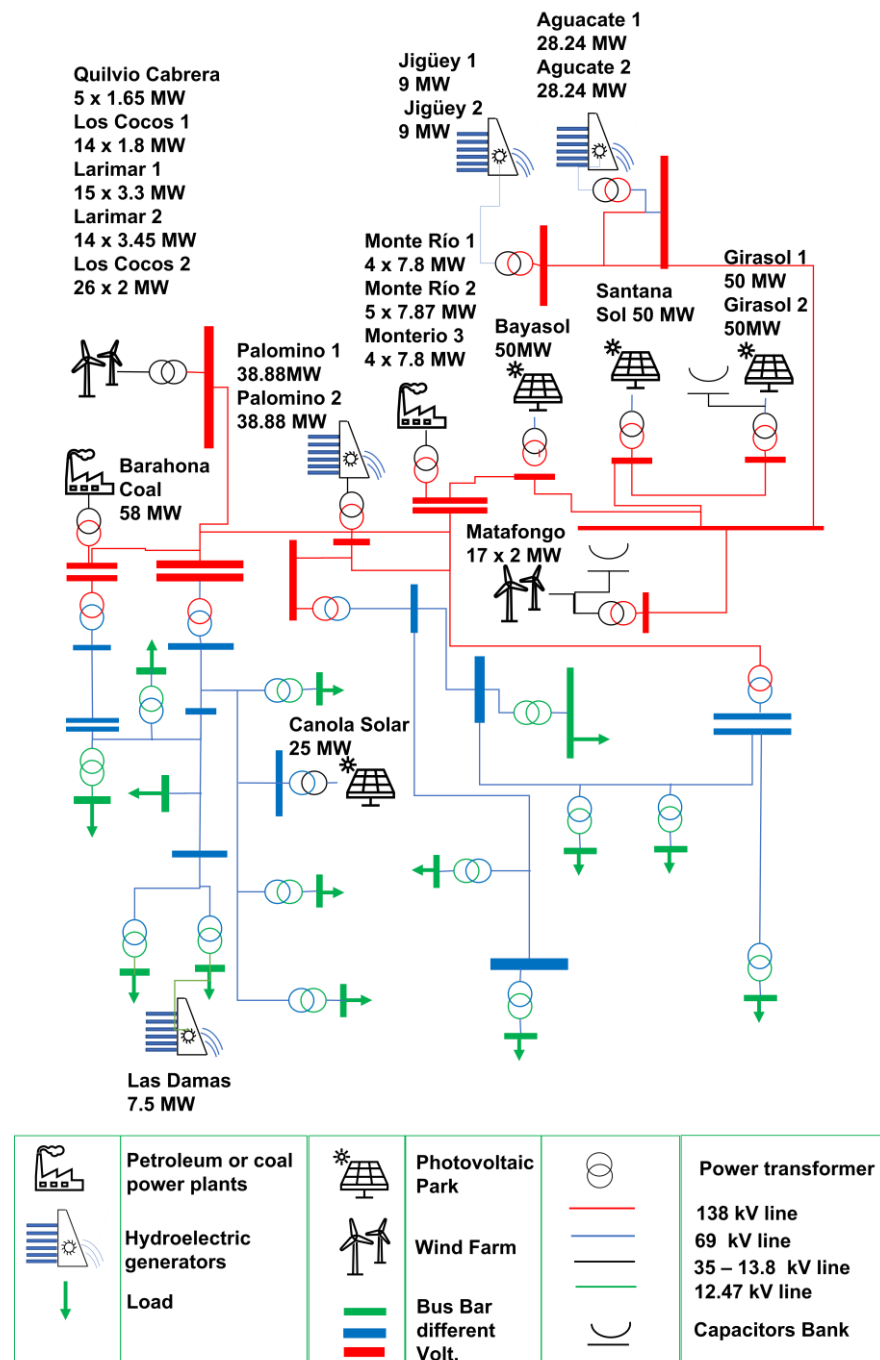 Aguacate 1
28.24 MW
Agucate 2
28.24 MW
Jigüey 1
9 MW
Jigüey 2
9 MW
Quilvio Cabrera
5 x 1.65 MW
Los Cocos 1
14 x 1.8 MW
Larimar 1
15 x 3.3 MW
Larimar 2
14 x 3.45 MW
Los Cocos 2
26 x 2 MW
Monte Río 1
4 x 7.8 MW
Monte Río 2
5 x 7.87 MW
Monterio 3
4 x 7.8 MW
Girasol 1
50 MW
Girasol 2
50MW
Santana
Sol 50 MW
Bayasol
50MW
Palomino 1
38.88MW
Palomino 2
38.88 MW
Barahona
Coal
58 MW
Matafongo
17 x 2 MW
Canola Solar
25 MW
Las Damas
7.5 MW
Petroleum or coal
power plants
Hydroelectric
generators
Load
Photovoltaic
Park
Wind Farm
Bus Bar
different
Volt.
Power transformer
138 kV line
69 kV line
35 – 13.8 kV line
12.47 kV line
Capacitors Bank